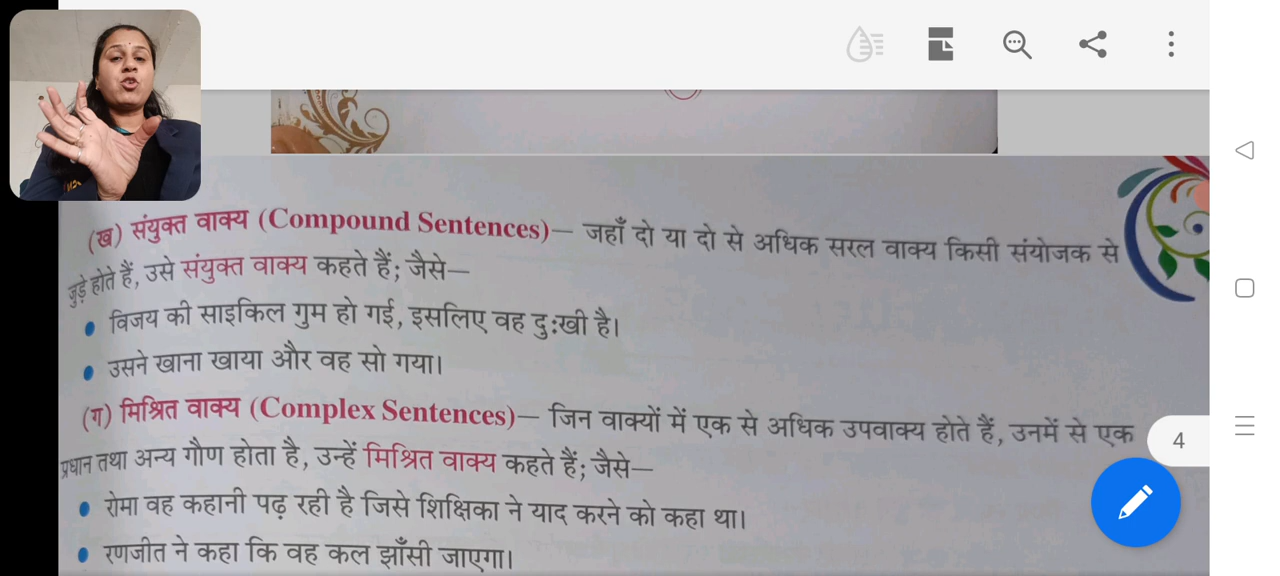 (ख) संयुक्त वाक्य (Compound Sentences)— जहाँ दो या दो से अधिक सरल वाक्य किसी संयोजक से
जुड़े होते हैं, उसे संयुक्त वाक्य कहते हैं; जैसे—
• विजय की साइकिल गुम हो गई, इसलिए वह दुःखी है।
• उसने खाना खाया और वह सो गया।
(ग) मिश्रित वाक्य (Complex Sentences)— जिन वाक्यों में एक से अधिक उपवाक्य होते हैं, उनमें से एक
प्रधान तथा अन्य गौण होता है, उन्हें मिश्रित वाक्य कहते हैं; जैसे—
4
• रोमा वह कहानी पढ़ रही है जिसे शिक्षिका ने याद करने को कहा था।
• रणजीत ने कहा कि वह कल झाँसी जाएगा।